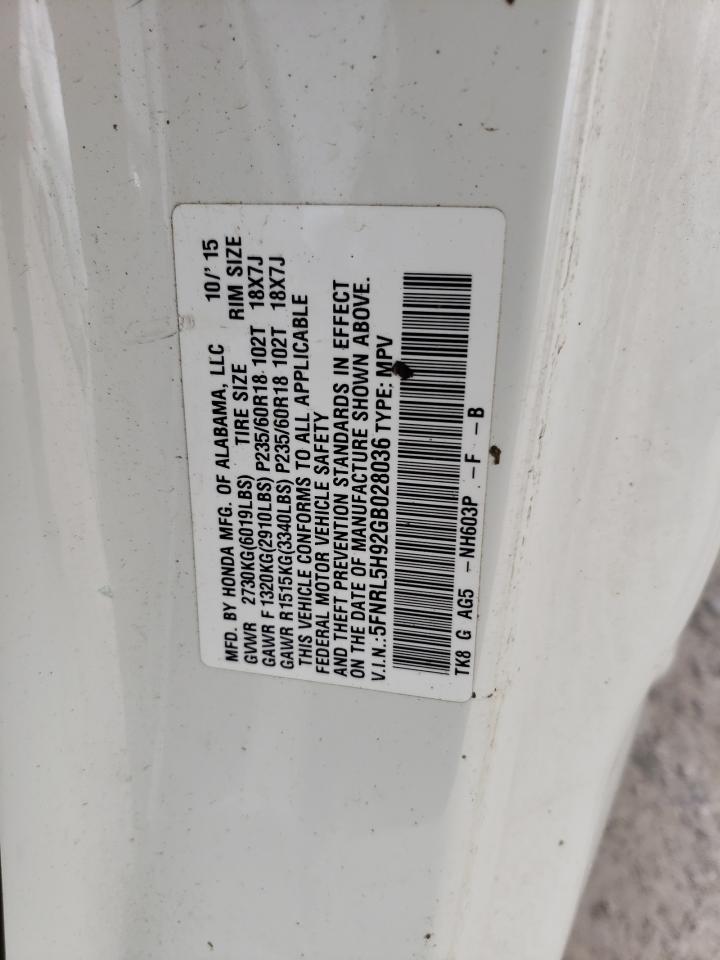 MFD. BY HONDA MFG. OF ALABAMA, LLC 10/' 15
GVWR 2730KG(6019LBS) TIRE SIZE RIM SIZE
GAWR F 1320KG(2910LBS) P235/60R18 102T 18X7J
GAWR R1515KG(3340LBS) P235/60R18 102T 18X7J
THIS VEHICLE CONFORMS TO ALL APPLICABLE
FEDERAL MOTOR VEHICLE SAFETY
AND THEFT PREVENTION STANDARDS IN EFFECT
ON THE DATE OF MANUFACTURE SHOWN ABOVE.
V.I.N.:5FNRL5H92GB028036 TYPE: MPV
TK8 G AG5 -NH603P -F -B